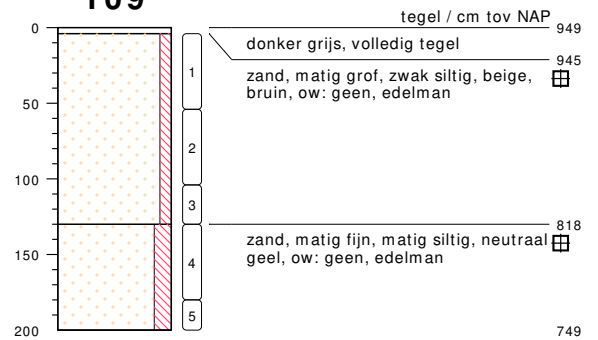 109
tegel / cm tov NAP
0
949
donker grijs, volledig tegel
945
zand, matig grof, zwak siltig, beige,
bruin, ow: geen, edelman
1
50
2
100
3
818
zand, matig fijn, matig siltig, neutraal
geel, ow: geen, edelman
150
4
5
200
749